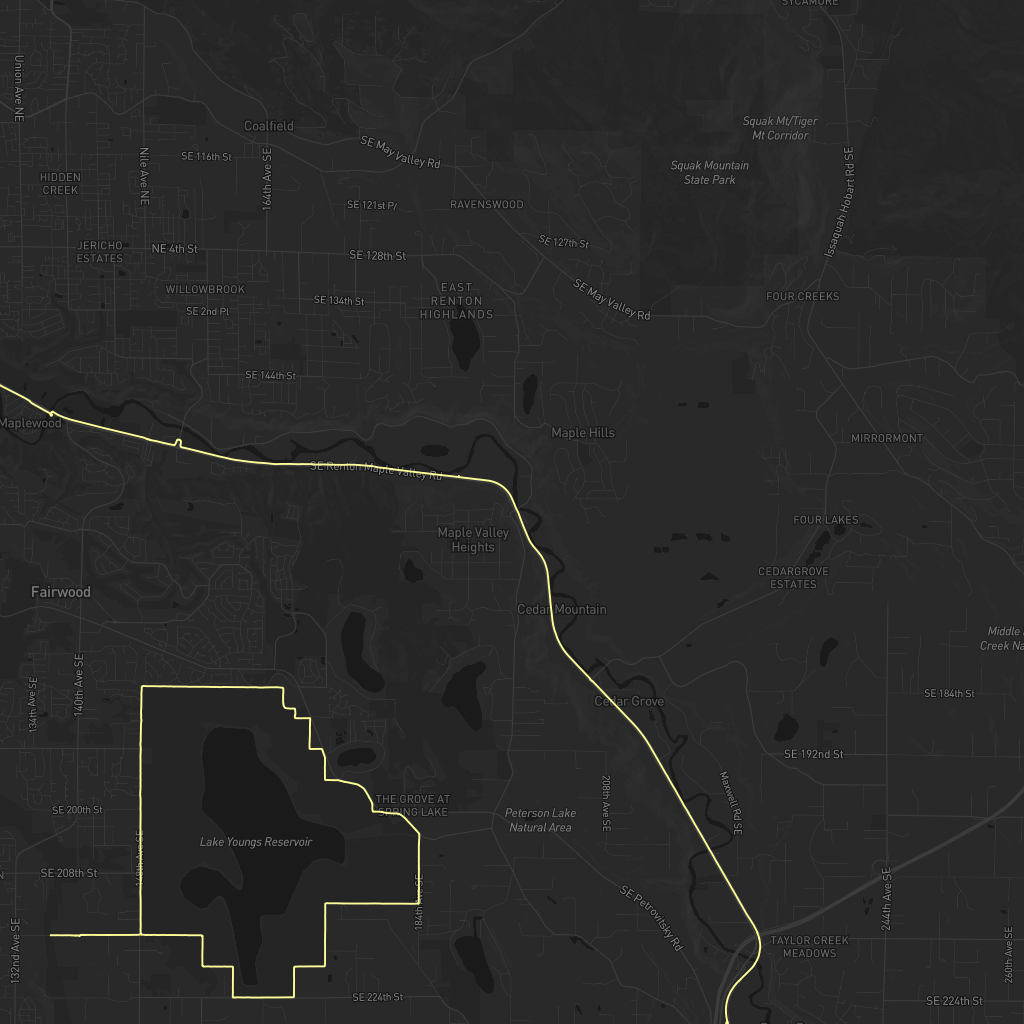 SYCAMORE
Union Ave NE
Coalfield
Squak Mt/Tiger
Mt Corridor
SE May Valley Rd
SE 116th St
Nile Ave NE
164th Ave SE
HIDDEN
CREEK
Squak Mountain
State Park
Issaquah Hobart Rd SE
SE 121st Pl
RAVENSWOOD
JERICHO
ESTATES
NE 4th St
SE 128th St
SE 127th St
WILLOWBROOK
EAST
RENTON
HIGHLANDS
SE 134th St
SE 2nd Pl
SE May Valley Rd
FOUR CREEKS
SE 144th St
Maplewood
Maple Hills
MIRRORMONT
SE Renton Maple Valley Rd
FOUR LAKES
Maple Valley
Heights
CEDARGROVE
ESTATES
Fairwood
Cedar Mountain
Middle
Creek Na
134th Ave SE
140th Ave SE
Cedar Grove
SE 184th St
SE 192nd St
SE 200th St
THE GROVE AT
SPRING LAKE
Peterson Lake
Natural Area
208th Ave SE
Maxwell Rd SE
Lake Youngs Reservoir
148th Ave SE
SE 208th St
184th Ave SE
SE Petrovitsky Rd
244th Ave SE
132nd Ave SE
TAYLOR CREEK
MEADOWS
260th Ave SE
SE 224th St
SE 224th St